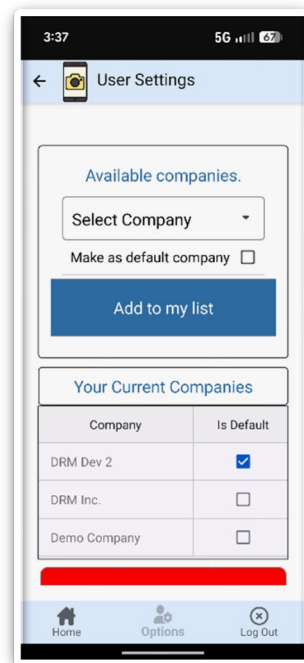 3:37 5G 67
User Settings
Available companies.
Select Company
Make as default company
Add to my list
Your Current Companies
Company Is Default
DRM Dev 2
DRM Inc.
Demo Company
Home Options Log Out